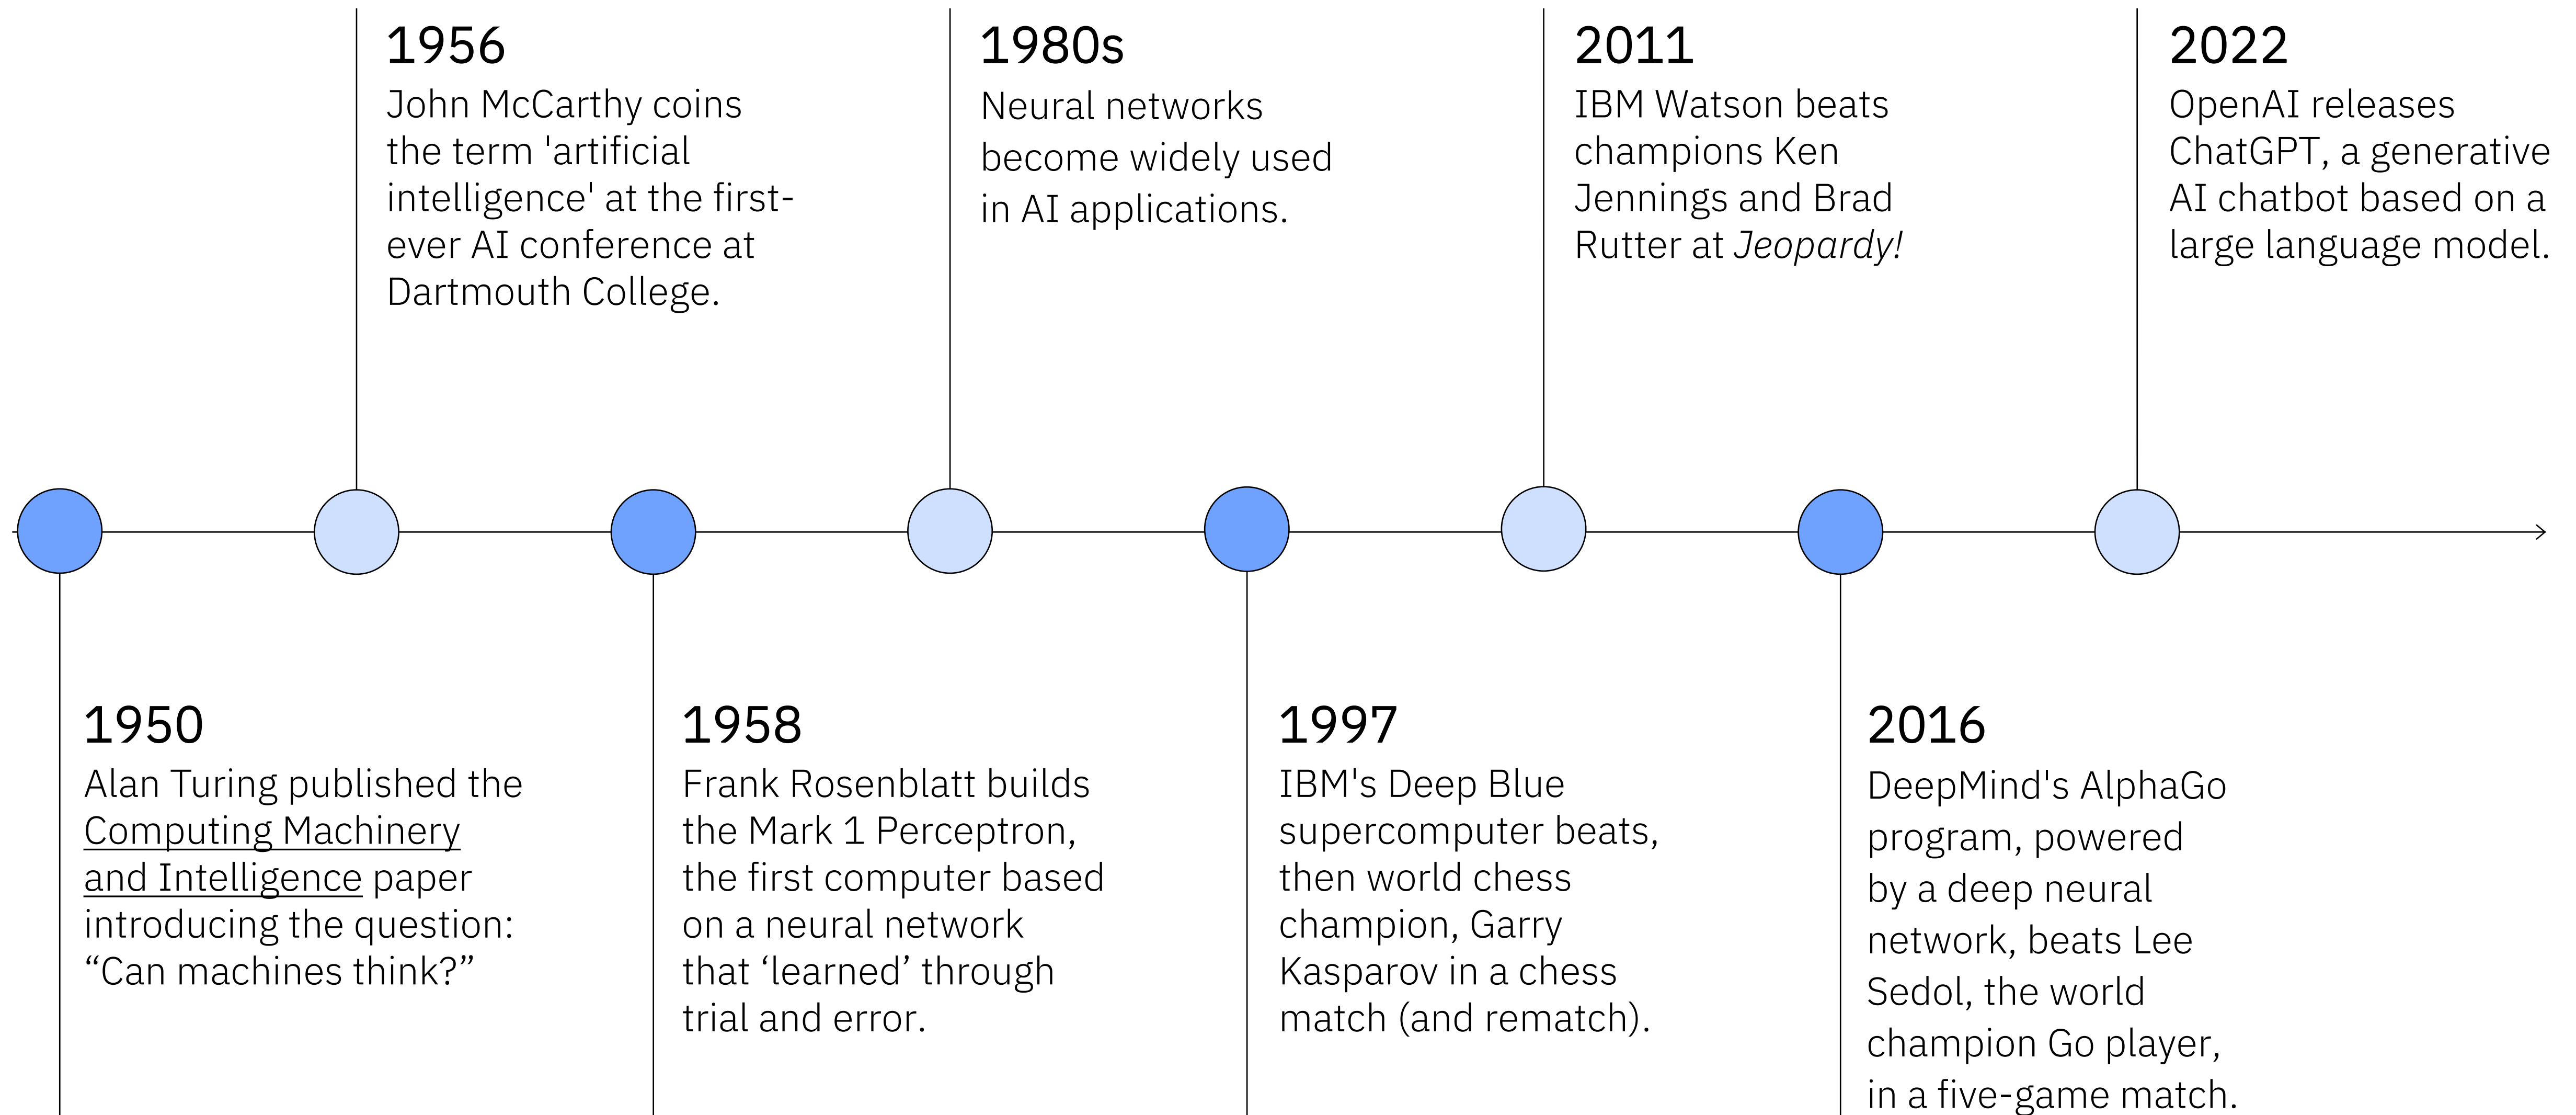 1956
John McCarthy coins
the term 'artificial
intelligence' at the first-
ever AI conference at
Dartmouth College.
1980s
Neural networks
become widely used
in AI applications.
2011
IBM Watson beats
champions Ken
Jennings and Brad
Rutter at Jeopardy!
2022
OpenAI releases
ChatGPT, a generative
AI chatbot based on a
large language model.
1950
Alan Turing published the
Computing Machinery
and Intelligence paper
introducing the question:
“Can machines think?”
1958
Frank Rosenblatt builds
the Mark 1 Perceptron,
the first computer based
on a neural network
that ‘learned’ through
trial and error.
1997
IBM's Deep Blue
supercomputer beats,
then world chess
champion, Garry
Kasparov in a chess
match (and rematch).
2016
DeepMind's AlphaGo
program, powered
by a deep neural
network, beats Lee
Sedol, the world
champion Go player,
in a five-game match.